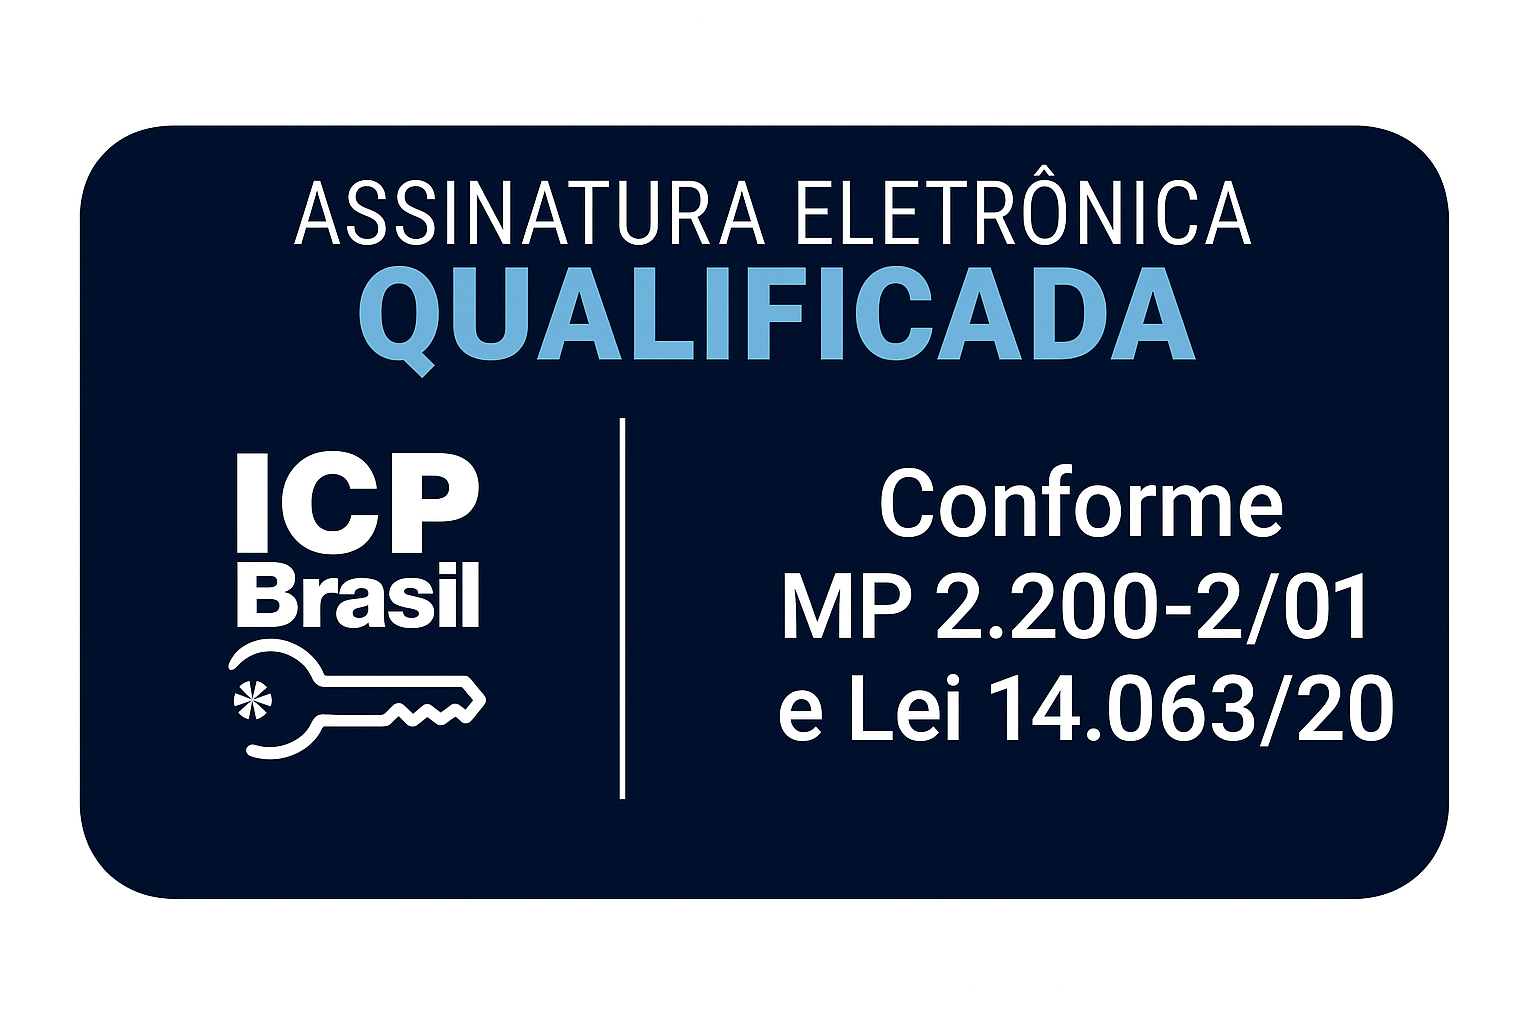 ASSINATURA ELETRÔNICA
QUALIFICADA
ICP
Brasil
Conforme
MP 2.200-2/01
e Lei 14.063/20